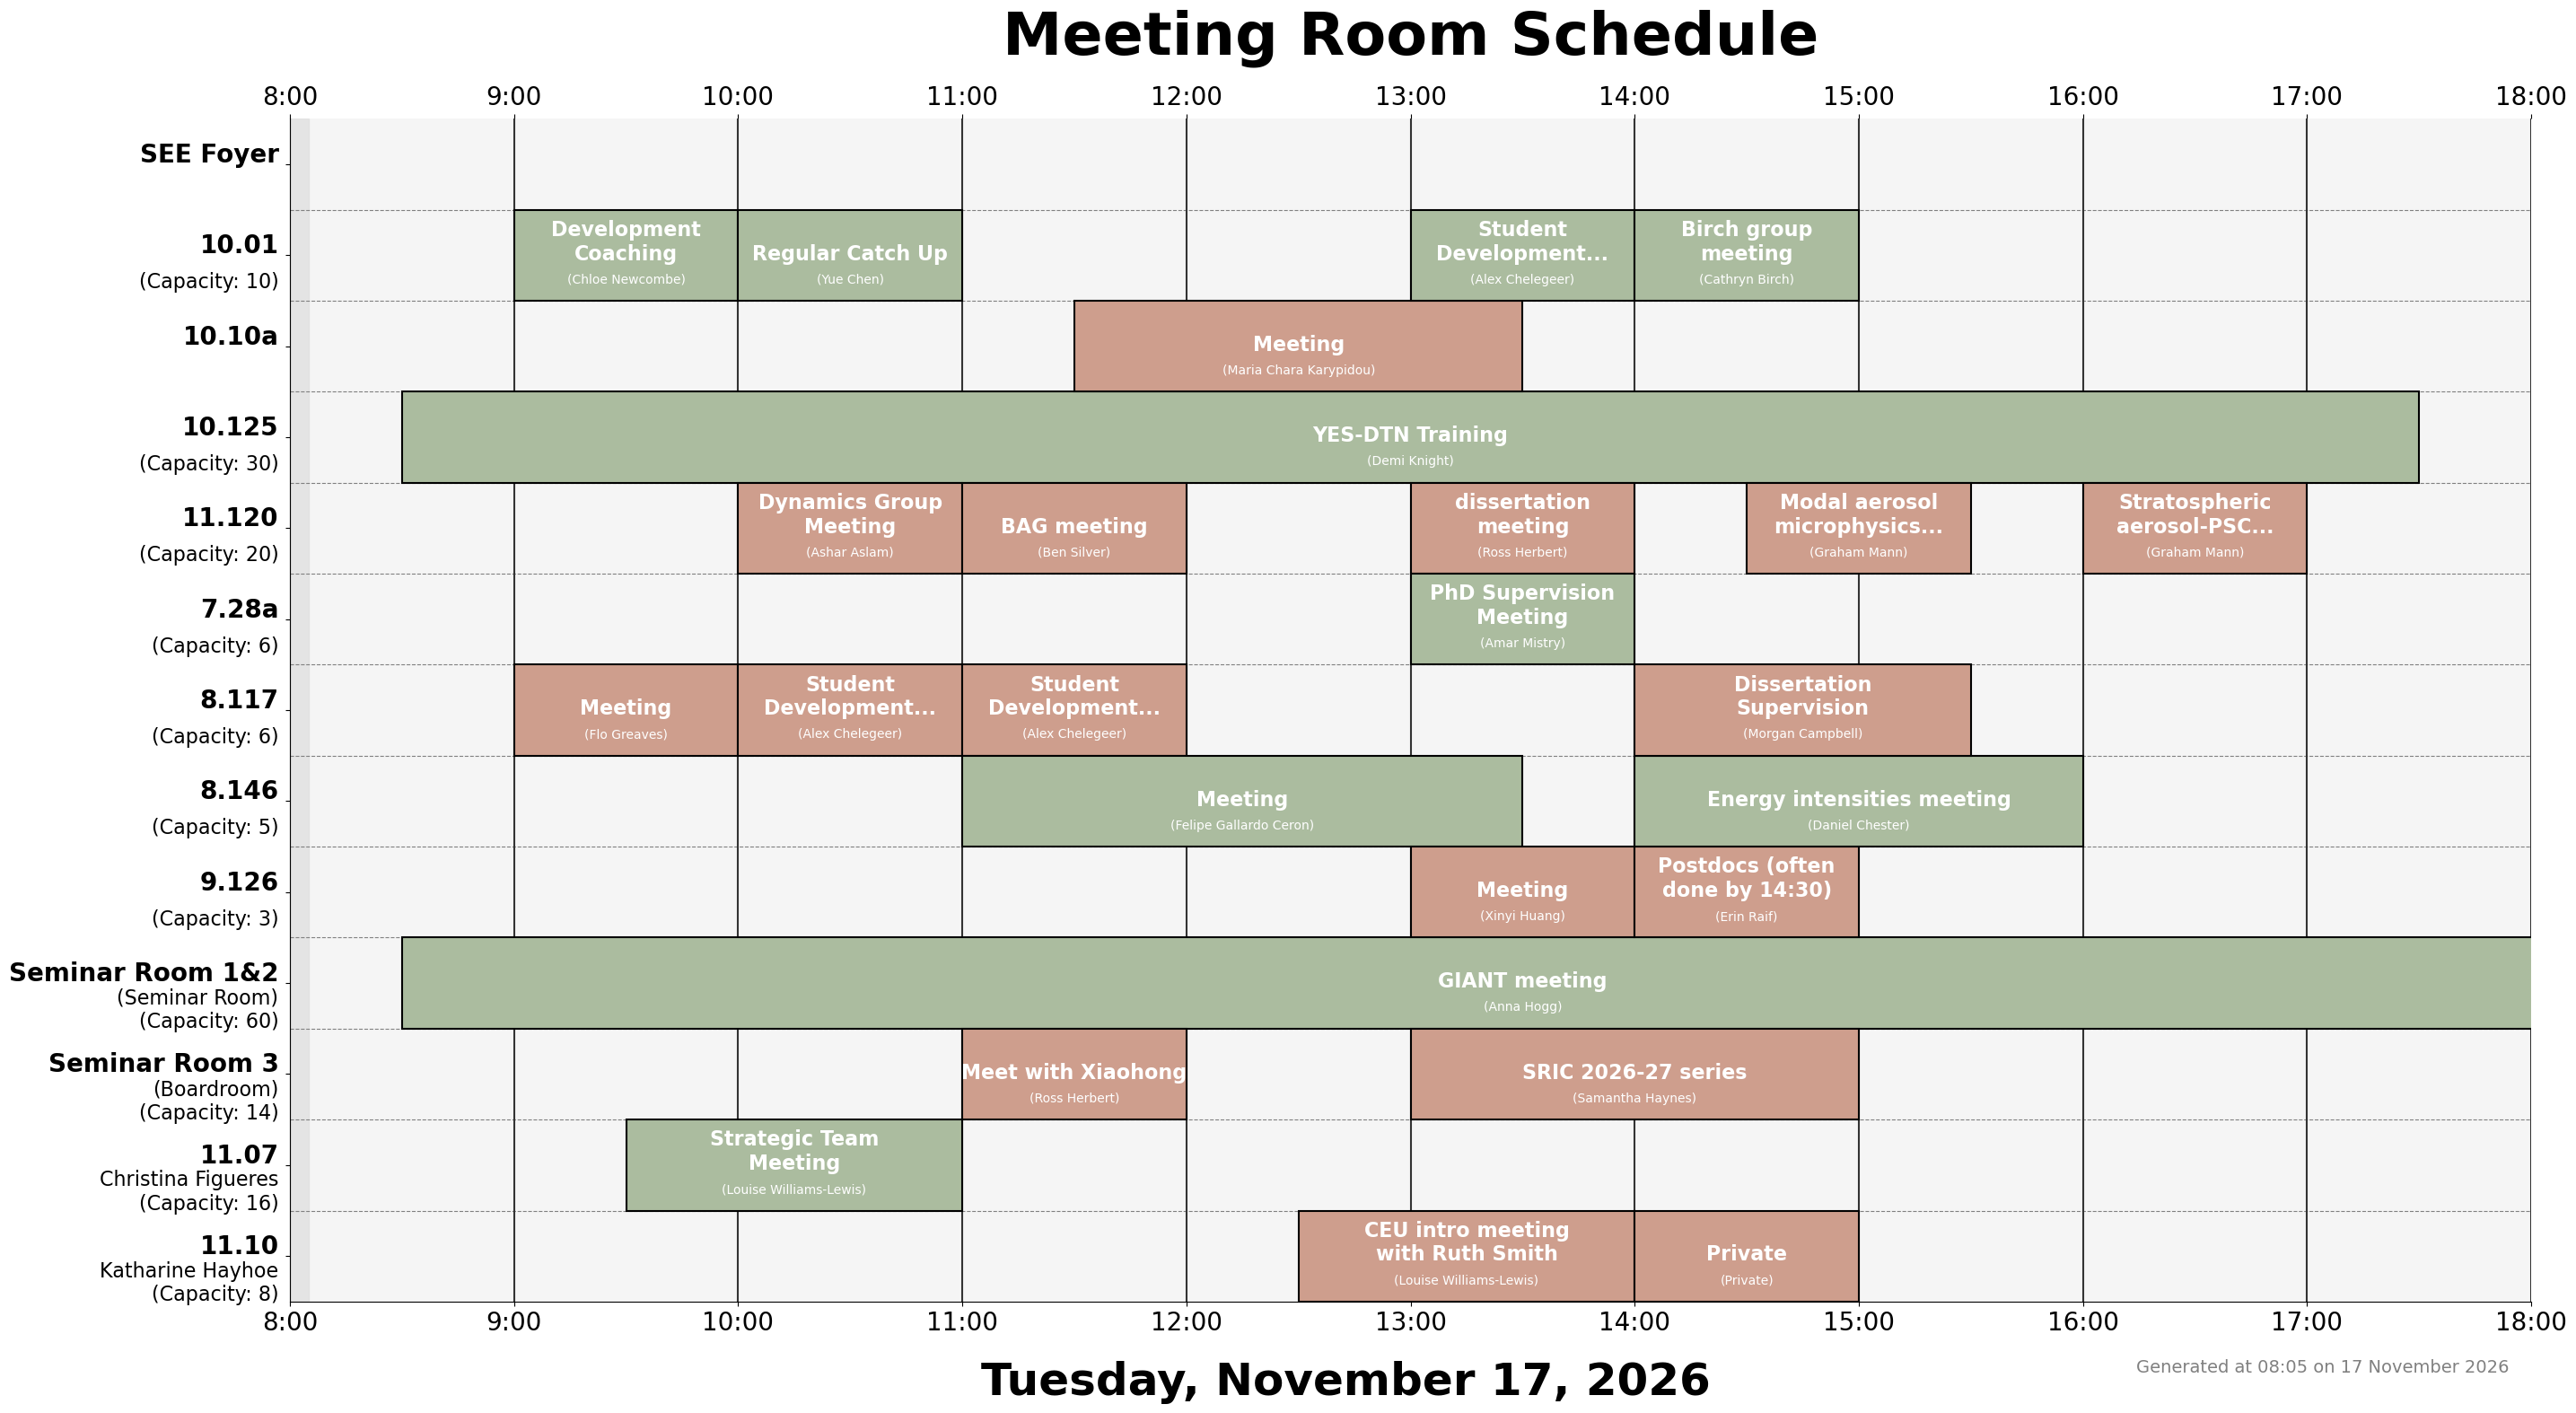 Meeting Room Schedule
8:00 9:00 10:00 11:00 12:00 13:00 14:00 15:00 16:00 17:00 18:00
SEE Foyer
10.01
(Capacity: 10)
Development
Coaching
(Chloe Newcombe)
Regular Catch Up
(Yue Chen)
Student
Development...
(Alex Chelegeer)
Birch group
meeting
(Cathryn Birch)
10.10a
Meeting
(Maria Chara Karypidou)
10.125
(Capacity: 30)
YES-DTN Training
(Demi Knight)
11.120
(Capacity: 20)
Dynamics Group
Meeting
(Ashar Aslam)
BAG meeting
(Ben Silver)
dissertation
meeting
(Ross Herbert)
Modal aerosol
microphysics...
(Graham Mann)
Stratospheric
aerosol-PSC...
(Graham Mann)
7.28a
(Capacity: 6)
PhD Supervision
Meeting
(Amar Mistry)
8.117
(Capacity: 6)
Meeting
(Flo Greaves)
Student
Development...
(Alex Chelegeer)
Student
Development...
(Alex Chelegeer)
Dissertation
Supervision
(Morgan Campbell)
8.146
(Capacity: 5)
Meeting
(Felipe Gallardo Ceron)
Energy intensities meeting
(Daniel Chester)
9.126
(Capacity: 3)
Meeting
(Xinyi Huang)
Postdocs (often
done by 14:30)
(Erin Raif)
Seminar Room 1&2
(Seminar Room)
(Capacity: 60)
GIANT meeting
(Anna Hogg)
Seminar Room 3
(Boardroom)
(Capacity: 14)
Meet with Xiaohong
(Ross Herbert)
SRIC 2026-27 series
(Samantha Haynes)
11.07
Christina Figueres
(Capacity: 16)
Strategic Team
Meeting
(Louise Williams-Lewis)
11.10
Katharine Hayhoe
(Capacity: 8)
CEU intro meeting
with Ruth Smith
(Louise Williams-Lewis)
Private
(Private)
8:00 9:00 10:00 11:00 12:00 13:00 14:00 15:00 16:00 17:00 18:00
Tuesday, November 17, 2026
Generated at 08:05 on 17 November 2026